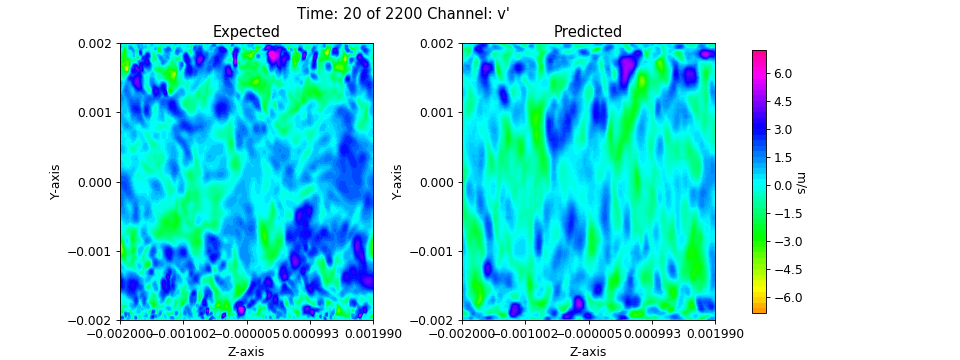 Time: 20 of 2200 Channel: v'
Expected
Predicted
0.002
0.001
0.000
−0.001
−0.002
Y-axis
−0.002000 −0.001002 −0.000005 0.000993 0.001990
Z-axis
0.002
0.001
0.000
−0.001
−0.002
Y-axis
−0.002000 −0.001002 −0.000005 0.000993 0.001990
Z-axis
6.0
4.5
3.0
1.5
0.0
−1.5
−3.0
−4.5
−6.0
m/s